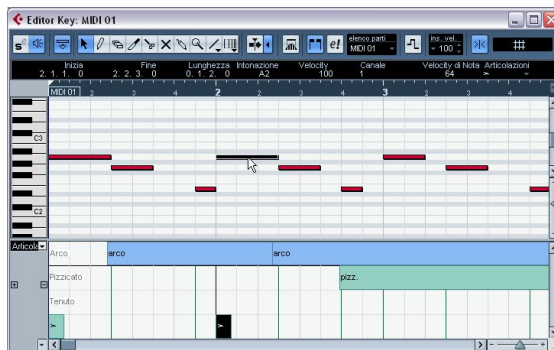 Editor Key: MIDI 01
elenco parti ins. vel.
MIDI 01 100
Inizio Fine Lunghezza Intonazione Velocity Canale Velocity di Nota Articolazioni
2. 1. 1. 0 2. 2. 3. 0 0. 1. 2. 0 A2 100 1 64 >
MIDI 01 2 3 4 2 2 3 4 3 2 3 4
C3
C2
Articola
Arco arco arco
Pizzicato pizz.
Tenuto
> >